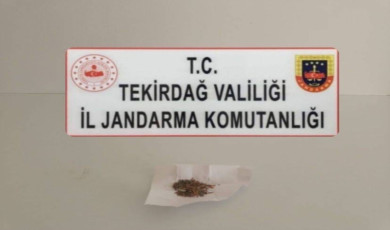 T.C.
TEKİRDAĞ VALİLİĞİ
İL JANDARMA KOMUTANLIĞI